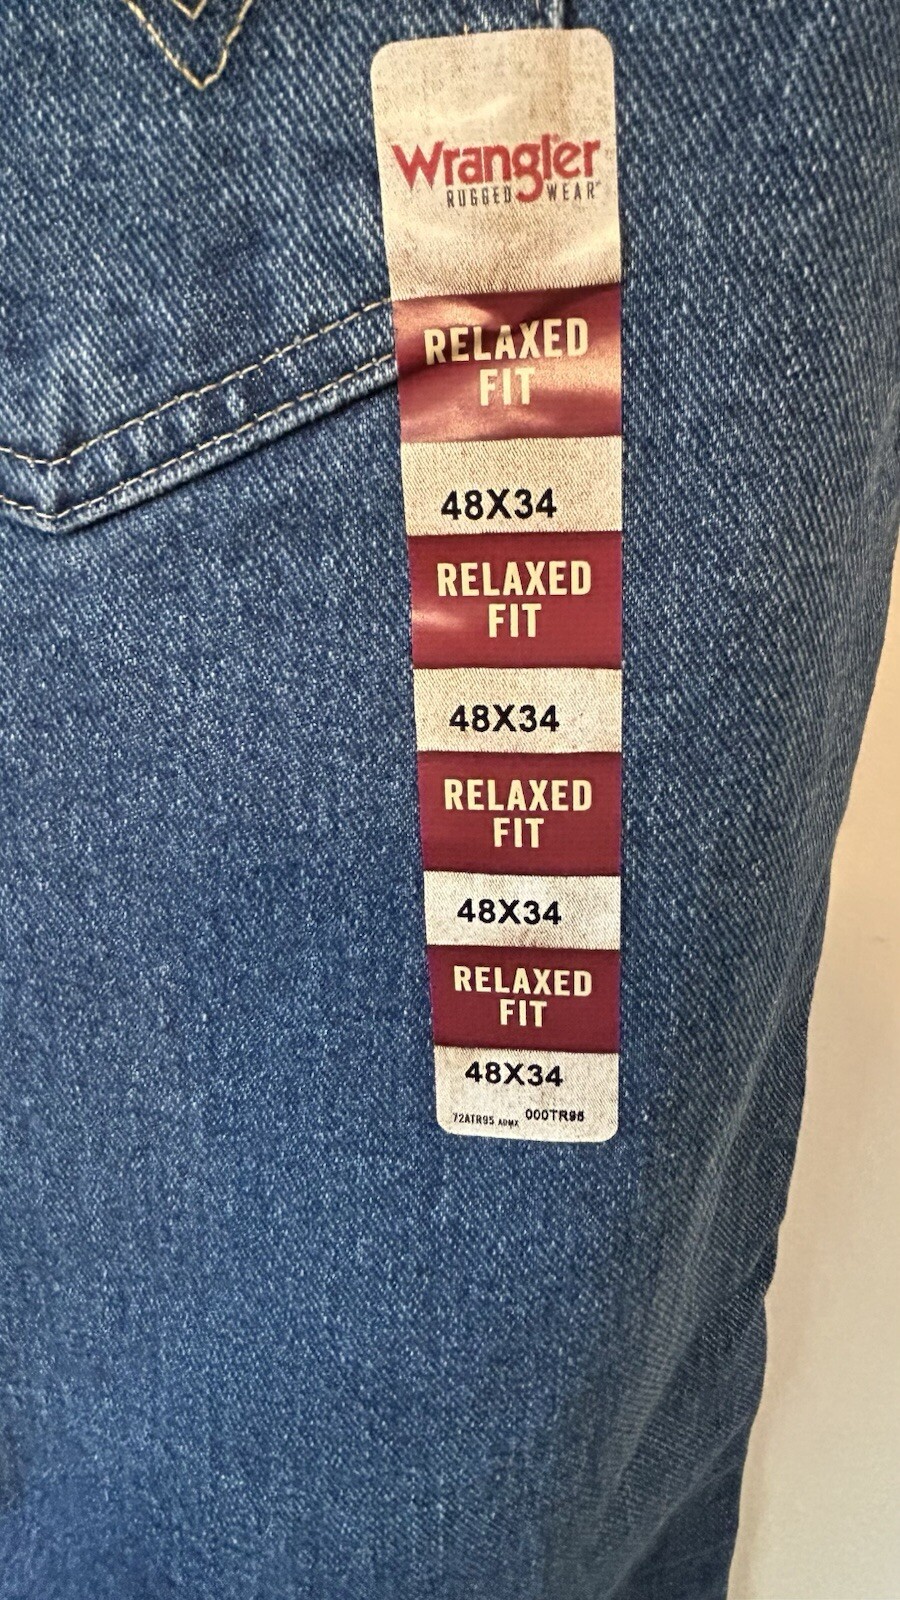 Wrangler
RUGGED WEAR
RELAXED
FIT
48X34
RELAXED
FIT
48X34
RELAXED
FIT
48X34
RELAXED
FIT
48X34
72ATR95 ADMX 000TR95